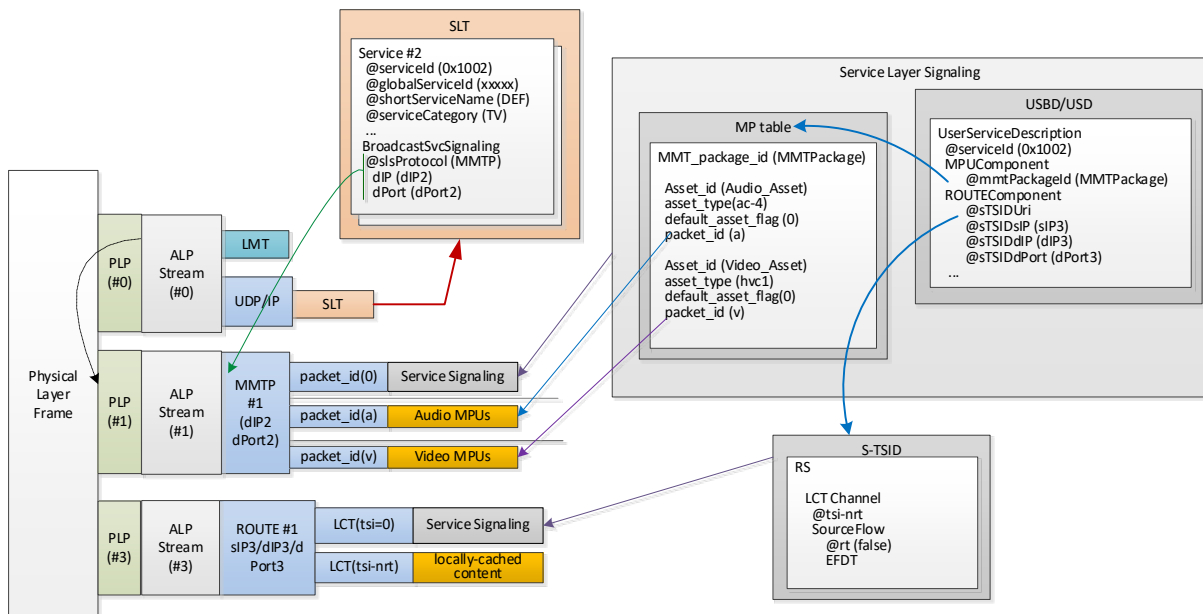 SLT
Service #2
@serviceId (0x1002)
@globalServiceId (xxxxx)
@shortServiceName (DEF)
@serviceCategory (TV)
...
BroadcastSvcSignaling
@slsProtocol (MMTP)
dIP (dIP2)
dPort (dPort2)
Service Layer Signaling
MP table
MMT_package_id (MMTPackage)
Asset_id (Audio_Asset)
asset_type(ac-4)
default_asset_flag (0)
packet_id (a)
Asset_id (Video_Asset)
asset_type (hvc1)
default_asset_flag(0)
packet_id (v)
USBD/USD
UserServiceDescription
@serviceId (0x1002)
MPUComponent
@mmtPackageId (MMTPackage)
ROUTEComponent
@sTSIDUri
@sTSIDsIP (sIP3)
@sTSIDdIP (dIP3)
@sTSIDdPort (dPort3)
...
Physical
Layer
Frame
PLP
(#0)
ALP
Stream
(#0)
LMT
UDP/IP
SLT
PLP
(#1)
ALP
Stream
(#1)
MMTP
#1
(dIP2
dPort2)
packet_id(0)
Service Signaling
packet_id(a)
Audio MPUs
packet_id(v)
Video MPUs
PLP
(#3)
ALP
Stream
(#3)
ROUTE #1
sIP3/dIP3/d
Port3
LCT(tsi=0)
Service Signaling
LCT(tsi-nrt)
locally-cached
content
S-TSID
RS
LCT Channel
@tsi-nrt
SourceFlow
@rt (false)
EFDT